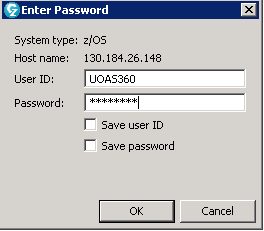 Enter Password
System type: z/OS
Host name: 130.184.26.148
User ID: UOAS360
Password: ********
Save user ID
Save password
OK Cancel